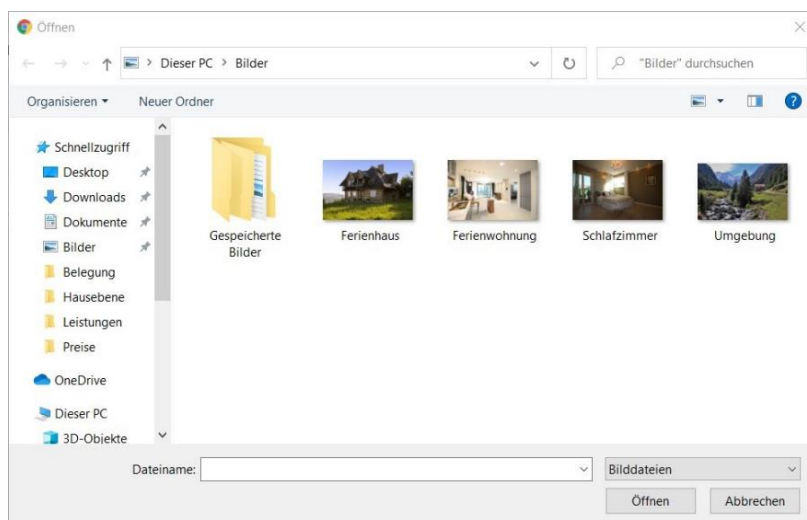 Öffnen
Dieser PC > Bilder
"Bilder" durchsuchen
Organisieren
Neuer Ordner
Schnellzugriff
Desktop
Downloads
Dokumente
Bilder
Belegung
Hausebene
Leistungen
Preise
OneDrive
Dieser PC
3D-Objekte
Gespeicherte
Bilder
Ferienhaus
Ferienwohnung
Schlafzimmer
Umgebung
Dateiname:
Bilddateien
Öffnen
Abbrechen